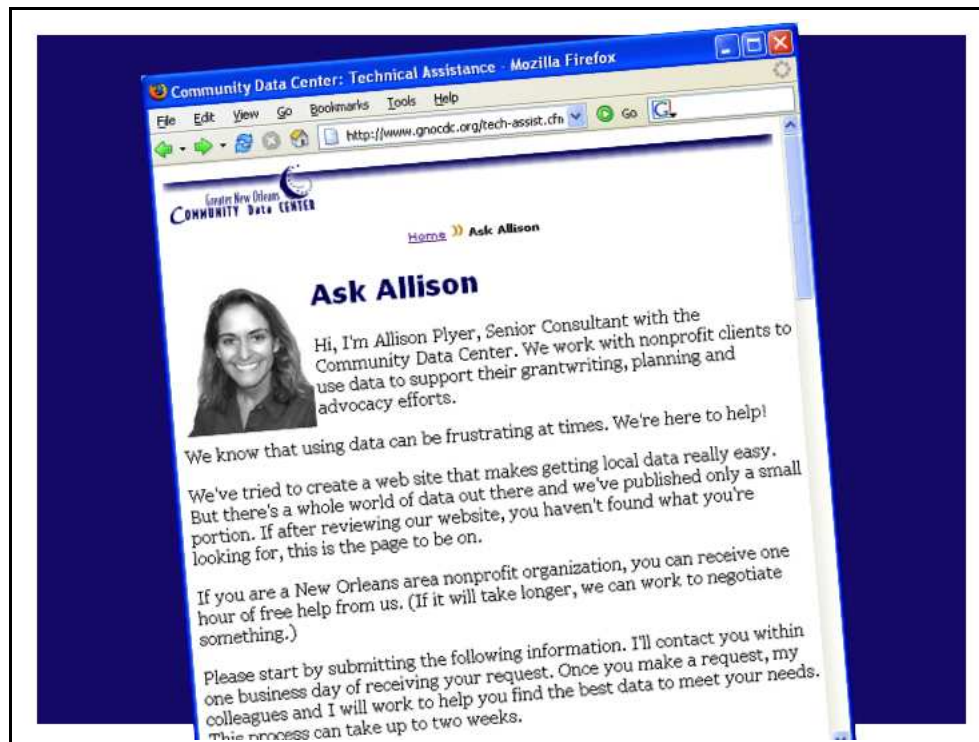 Community Data Center: Technical Assistance - Mozilla Firefox
File Edit View Go Bookmarks Tools Help
http://www.gnocdc.org/tech-assist.cfm Go G
Greater New Orleans
COMMUNITY Data CENTER
Home » Ask Allison
Ask Allison
Hi, I'm Allison Plyer, Senior Consultant with the
Community Data Center. We work with nonprofit clients to
use data to support their grantwriting, planning and
advocacy efforts.
We know that using data can be frustrating at times. We're here to help!
We've tried to create a web site that makes getting local data really easy.
But there's a whole world of data out there and we've published only a small
portion. If after reviewing our website, you haven't found what you're
looking for, this is the page to be on.
If you are a New Orleans area nonprofit organization, you can receive one
hour of free help from us. (If it will take longer, we can work to negotiate
something.)
Please start by submitting the following information. I'll contact you within
one business day of receiving your request. Once you make a request, my
colleagues and I will work to help you find the best data to meet your needs.
This process can take up to two weeks.